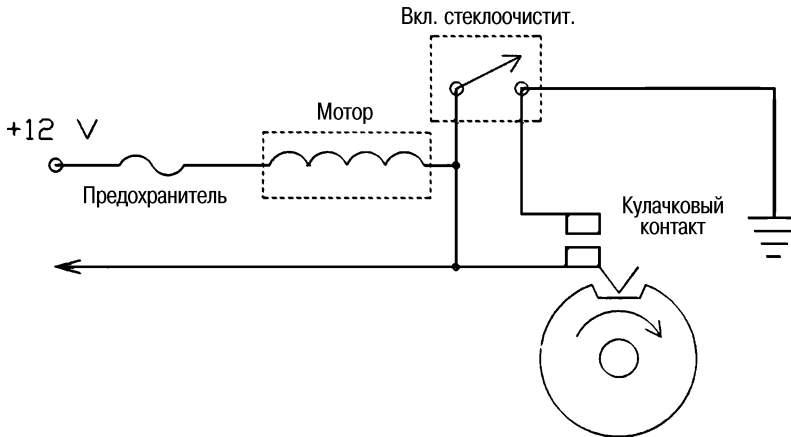 Вкл. стеклоочистит.
Мотор
+12 V
Предохранитель
Кулачковый
контакт